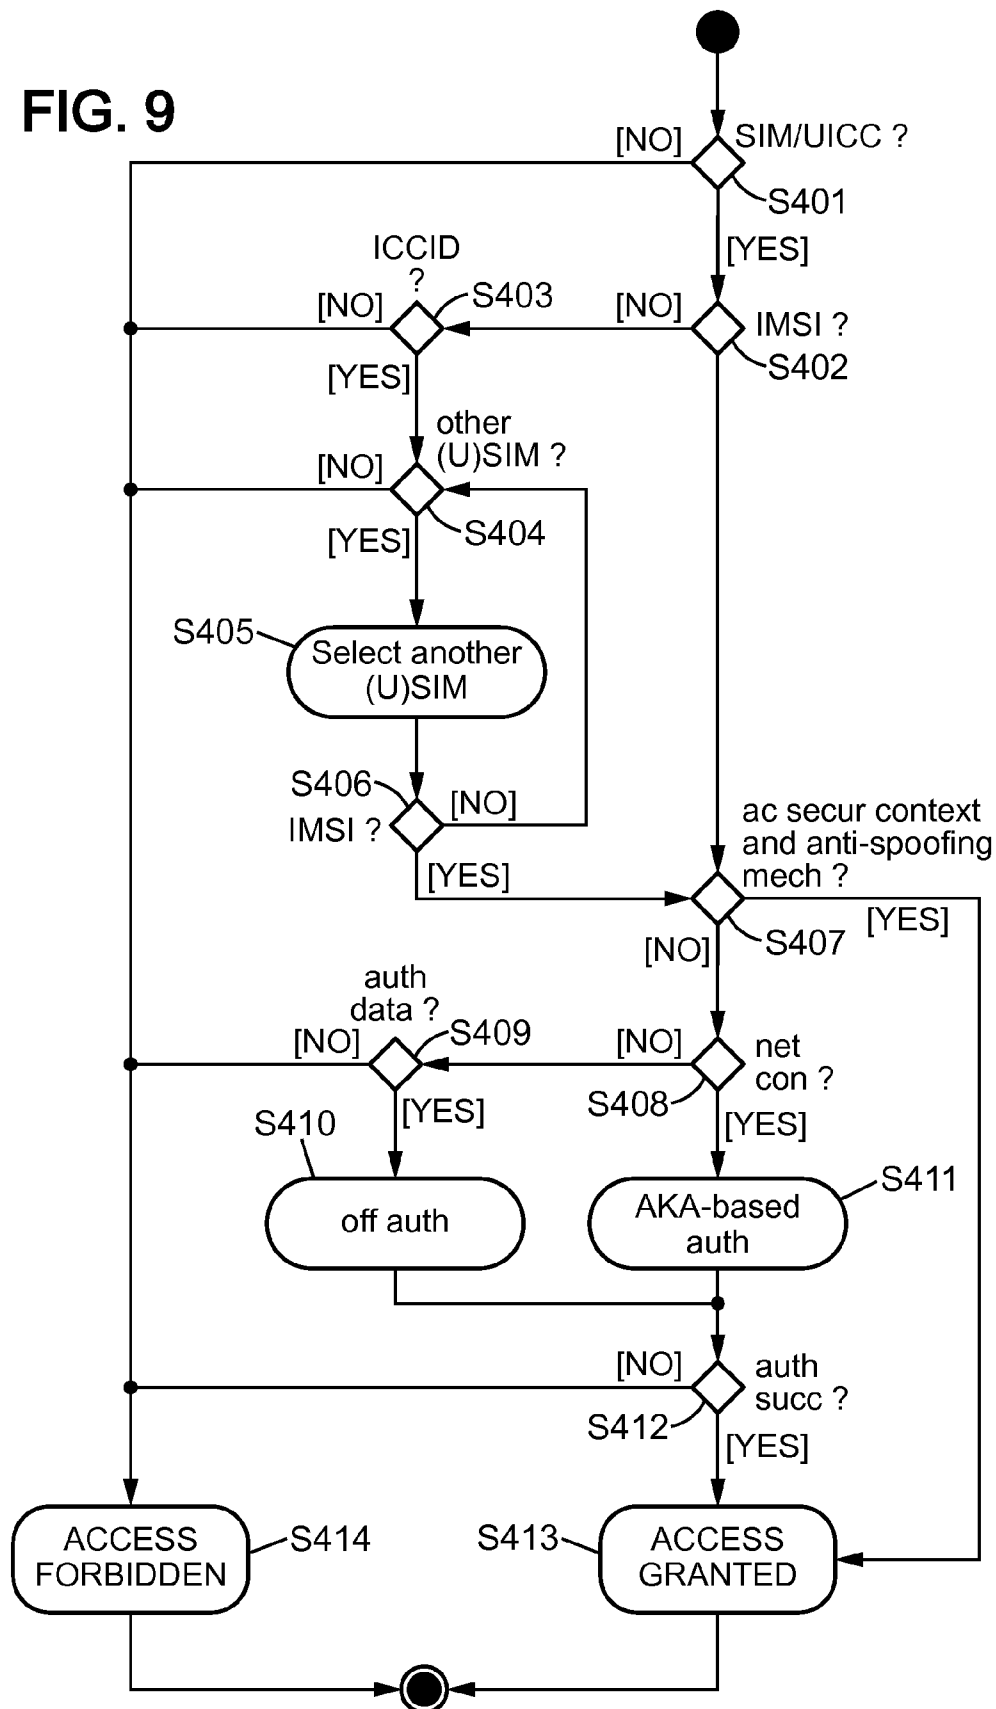 FIG. 9
[NO]
SIM/UICC ?
S401
[YES]
ICCID
?
S403
[NO]
[NO]
IMSI ?
S402
[YES]
other
(U)SIM ?
[NO]
S404
[YES]
S405
Select another
(U)SIM
S406
[NO]
IMSI ?
[YES]
ac secur context
and anti-spoofing
mech ?
[YES]
S407
[NO]
auth
data ?
S409
[NO]
[NO]
net
con ?
S408
[YES]
[YES]
S410
S411
off auth
AKA-based
auth
[NO]
auth
succ ?
S412
[YES]
ACCESS
FORBIDDEN
S414
S413
ACCESS
GRANTED